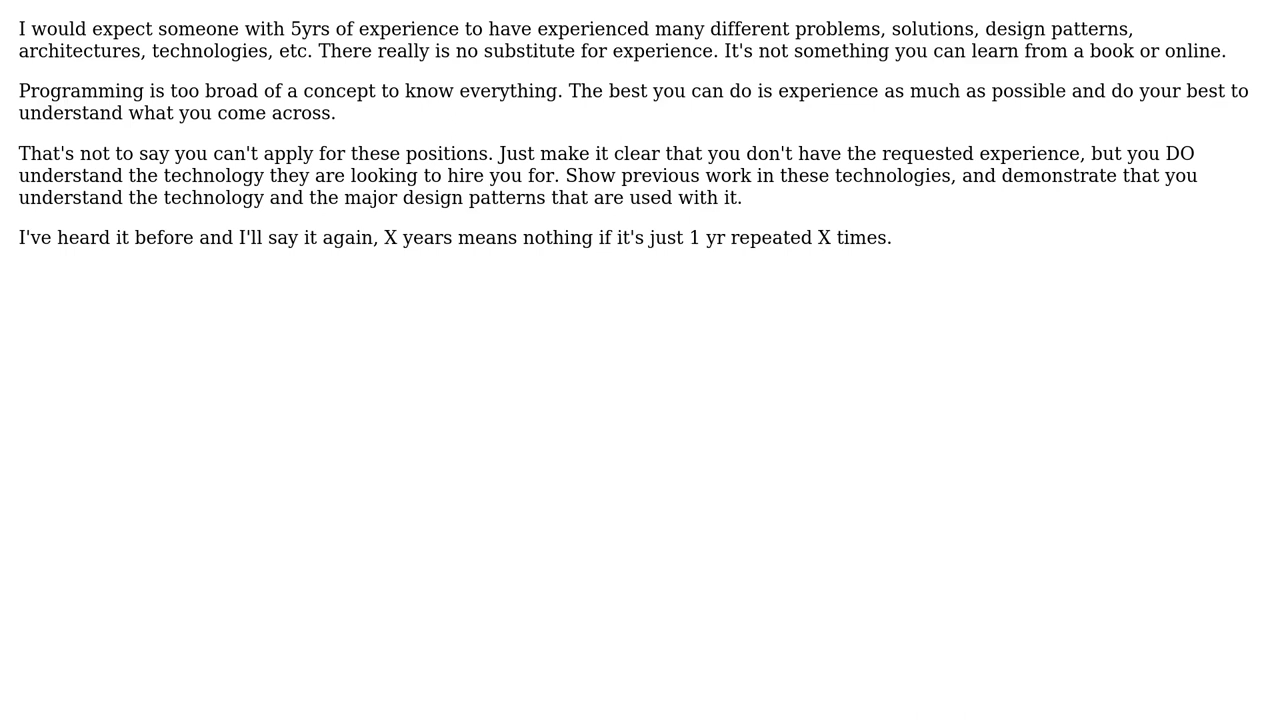 I would expect someone with 5yrs of experience to have experienced many different problems, solutions, design patterns,
architectures, technologies, etc. There really is no substitute for experience. It's not something you can learn from a book or online.
Programming is too broad of a concept to know everything. The best you can do is experience as much as possible and do your best to
understand what you come across.
That's not to say you can't apply for these positions. Just make it clear that you don't have the requested experience, but you DO
understand the technology they are looking to hire you for. Show previous work in these technologies, and demonstrate that you
understand the technology and the major design patterns that are used with it.
I've heard it before and I'll say it again, X years means nothing if it's just 1 yr repeated X times.